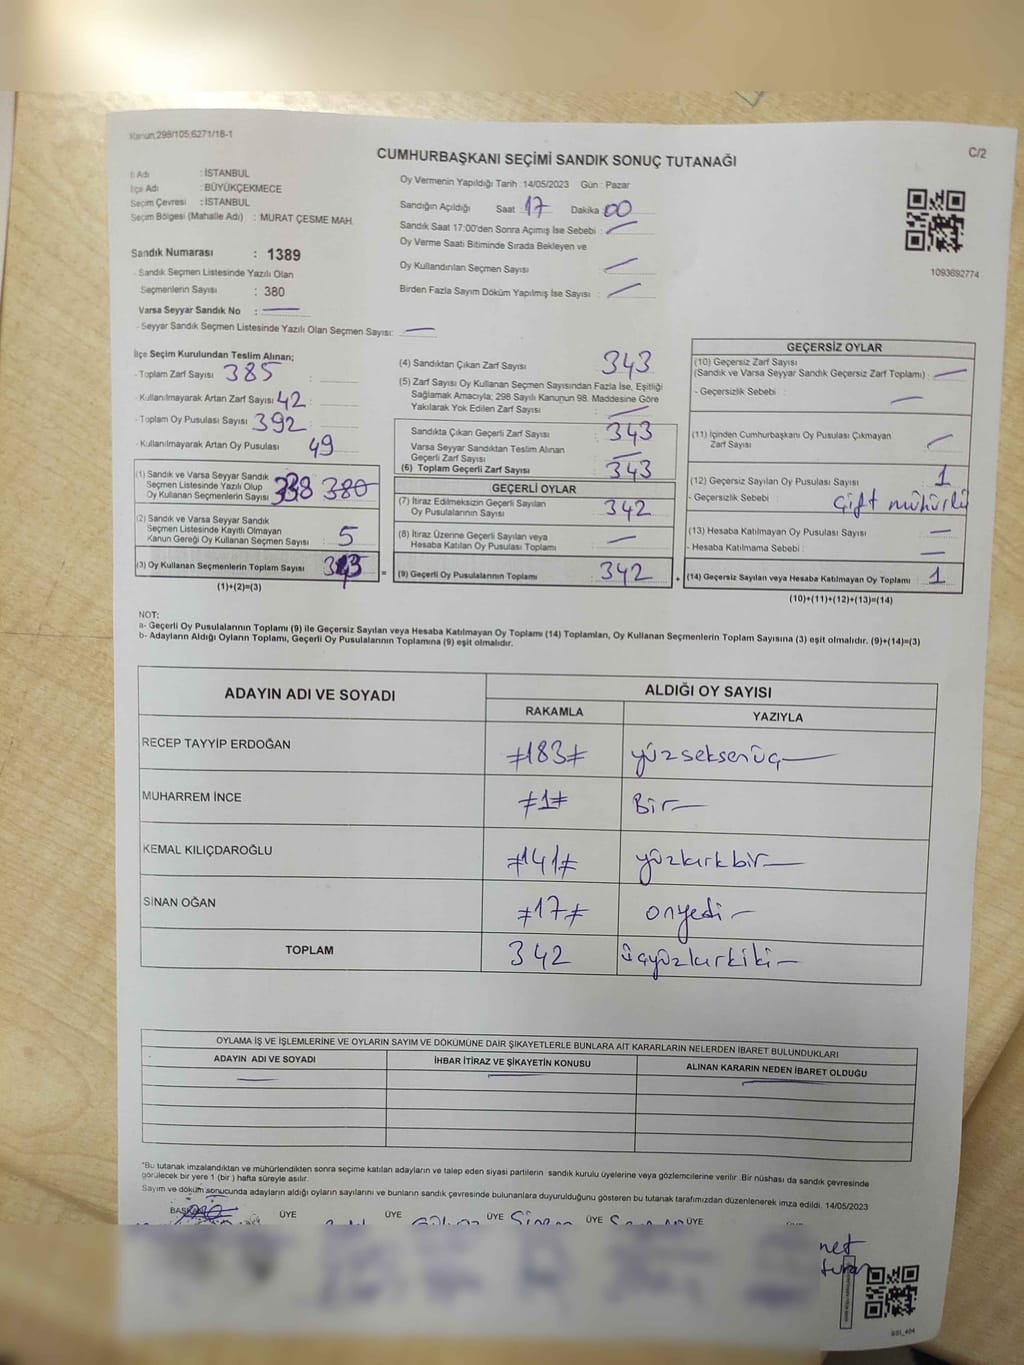 Kanun,298/105;6271/18-1
C/2
CUMHURBAŞKANI SEÇİMİ SANDIK SONUÇ TUTANAĞI
İl Adı : İSTANBUL
İlçe Adı : BÜYÜKÇEKMECE
Seçim Çevresi : İSTANBUL
Seçim Bölgesi (Mahalle Adı) : MURAT ÇESME MAH.
Sandık Numarası : 1389
- Sandık Seçmen Listesinde Yazılı Olan
Seçmenlerin Sayısı : 380
Varsa Seyyar Sandık No :
- Seyyar Sandık Seçmen Listesinde Yazılı Olan Seçmen Sayısı:
Oy Vermenin Yapıldığı Tarih :14/05/2023 Gün : Pazar
Sandığın Açıldığı Saat 17 Dakika 00
Sandık Saat 17:00'den Sonra Açımış İse Sebebi :
Oy Verme Saati Bitiminde Sırada Bekleyen ve
Oy Kullandırılan Seçmen Sayısı :
Birden Fazla Sayım Döküm Yapılmış İse Sayısı :
1093692774
İlçe Seçim Kurulundan Teslim Alınan;
- Toplam Zarf Sayısı 385
- Kullanılmayarak Artan Zarf Sayısı 42
- Toplam Oy Pusulası Sayısı 392
- Kullanılmayarak Artan Oy Pusulası 49
(1) Sandık ve Varsa Seyyar Sandık
Seçmen Listesinde Yazılı Olup
Oy Kullanan Seçmenlerin Sayısı 338 380
(2) Sandık ve Varsa Seyyar Sandık
Seçmen Listesinde Kayıtlı Olmayan
Kanun Gereği Oy Kullanan Seçmen Sayısı 5
(3) Oy Kullanan Seçmenlerin Toplam Sayısı 343 =
(1)+(2)=(3)
(4) Sandıktan Çıkan Zarf Sayısı 343
(5) Zarf Sayısı Oy Kullanan Seçmen Sayısından Fazla İse, Eşitliği
Sağlamak Amacıyla; 298 Sayılı Kanunun 98. Maddesine Göre
Yakılarak Yok Edilen Zarf Sayısı
Sandıkta Çıkan Geçerli Zarf Sayısı 343
Varsa Seyyar Sandıktan Teslim Alınan
Geçerli Zarf Sayısı
(6) Toplam Geçerli Zarf Sayısı 343
GEÇERLİ OYLAR
(7) İtiraz Edilmeksizin Geçerli Sayılan
Oy Pusulalarının Sayısı 342
(8) İtiraz Üzerine Geçerli Sayılan veya
Hesaba Katılan Oy Pusulası Toplamı
(9) Geçerli Oy Pusulalarının Toplamı 342 +
GEÇERSİZ OYLAR
(10) Geçersiz Zarf Sayısı
(Sandık ve Varsa Seyyar Sandık Geçersiz Zarf Toplamı) :
- Geçersizlik Sebebi :
(11) İçinden Cumhurbaşkanı Oy Pusulası Çıkmayan
Zarf Sayısı
(12) Geçersiz Sayılan Oy Pusulası Sayısı 1
- Geçersizlik Sebebi : Çift mühürlü
(13) Hesaba Katılmayan Oy Pusulası Sayısı
- Hesaba Katılmama Sebebi :
(14) Geçersiz Sayılan veya Hesaba Katılmayan Oy Toplamı 1
(10)+(11)+(12)+(13)=(14)
NOT:
a- Geçerli Oy Pusulalarının Toplamı (9) ile Geçersiz Sayılan veya Hesaba Katılmayan Oy Toplamı (14) Toplamları, Oy Kullanan Seçmenlerin Toplam Sayısına (3) eşit olmalıdır. (9)+(14)=(3)
b- Adayların Aldığı Oyların Toplamı, Geçerli Oy Pusulalarının Toplamına (9) eşit olmalıdır.
ADAYIN ADI VE SOYADI ALDIĞI OY SAYISI
RAKAMLA YAZIYLA
RECEP TAYYİP ERDOĞAN ≠183≠ yüzseksenüç
MUHARREM İNCE ≠1≠ Bir
KEMAL KILIÇDAROĞLU ≠141≠ yüzkırkbir
SİNAN OĞAN ≠17≠ onyedi
TOPLAM 342 üçyüzkırkiki
OYLAMA İŞ VE İŞLEMLERİNE VE OYLARIN SAYIM VE DÖKÜMÜNE DAİR ŞİKAYETLERLE BUNLARA AİT KARARLARIN NELERDEN İBARET BULUNDUKLARI
ADAYIN ADI VE SOYADI İHBAR İTİRAZ VE ŞİKAYETİN KONUSU ALINAN KARARIN NEDEN İBARET OLDUĞU
"Bu tutanak imzalandıktan ve mühürlendikten sonra seçime katılan adayların ve talep eden siyasi partilerin sandık kurulu üyelerine veya gözlemcilerine verilir. Bir nüshası da sandık çevresinde
görülecek bir yere 1 (bir ) hafta süreyle asılır.
Sayım ve döküm sonucunda adayların aldığı oyların sayılarını ve bunların sandık çevresinde bulunanlara duyurulduğunu gösteren bu tutanak tarafımızdan düzenlenerek imza edildi. 14/05/2023
ÜYE ÜYE ÜYE ÜYE ÜYE